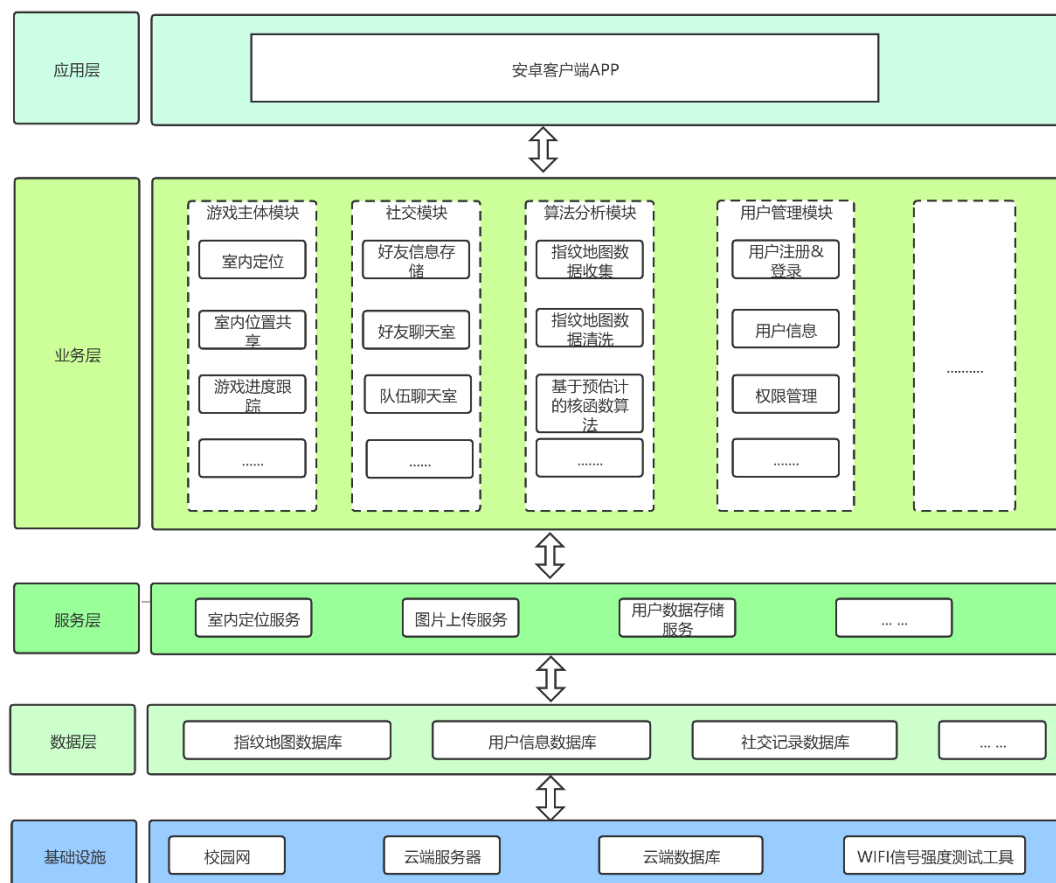 应用层
安卓客户端APP
业务层
游戏主体模块
室内定位
室内位置共
享
游戏进度跟
踪
......
社交模块
好友信息存
储
好友聊天室
队伍聊天室
......
算法分析模块
指纹地图数
据收集
指纹地图数
据清洗
基于预估计
的核函数算
法
.......
用户管理模块
用户注册&
登录
用户信息
权限管理
.......
..........
服务层
室内定位服务
图片上传服务
用户数据存储
服务
... ...
数据层
指纹地图数据库
用户信息数据库
社交记录数据库
... ...
基础设施
校园网
云端服务器
云端数据库
WIFI信号强度测试工具